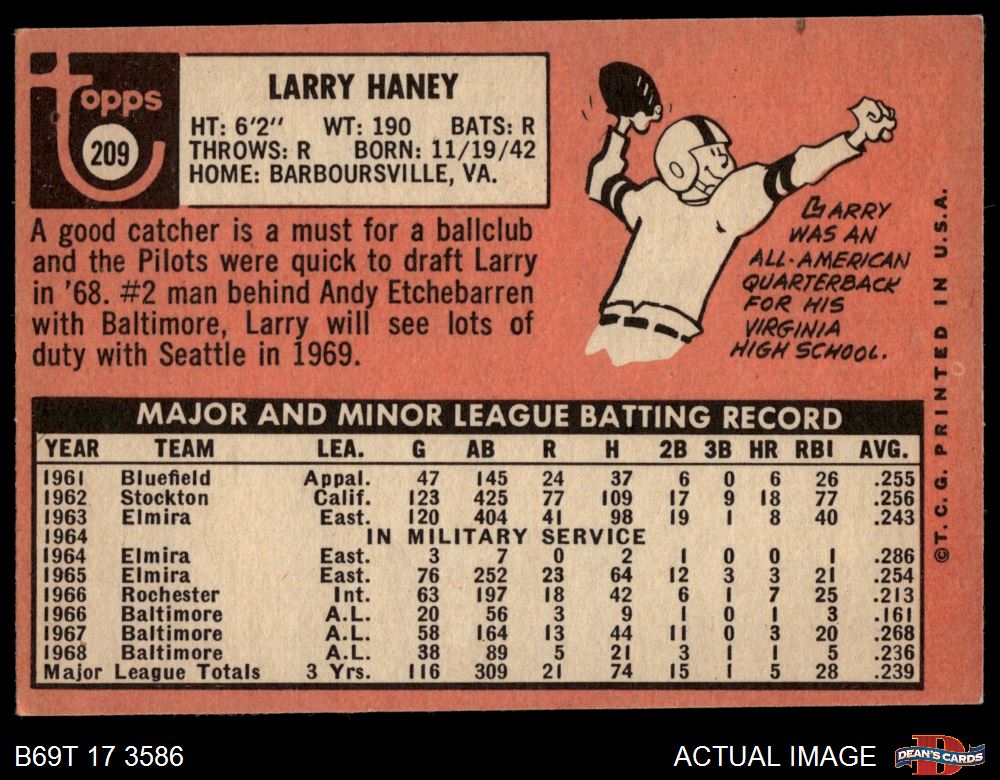 topps
209
LARRY HANEY
HT: 6'2" WT: 190 BATS: R
THROWS: R BORN: 11/19/42
HOME: BARBOURSVILLE, VA.
A good catcher is a must for a ballclub
and the Pilots were quick to draft Larry
in '68. #2 man behind Andy Etchebarren
with Baltimore, Larry will see lots of
duty with Seattle in 1969.
LARRY
WAS AN
ALL-AMERICAN
QUARTERBACK
FOR HIS
VIRGINIA
HIGH SCHOOL.
©T. C. G. PRINTED IN U.S.A.
MAJOR AND MINOR LEAGUE BATTING RECORD
YEAR TEAM LEA. G AB R H 2B 3B HR RBI AVG.
1961 Bluefield Appal. 47 145 24 37 6 0 6 26 .255
1962 Stockton Calif. 123 425 77 109 17 9 18 77 .256
1963 Elmira East. 120 404 41 98 19 1 8 40 .243
1964 IN MILITARY SERVICE
1964 Elmira East. 3 7 0 2 1 0 0 1 .286
1965 Elmira East. 76 252 23 64 12 3 3 21 .254
1966 Rochester Int. 63 197 18 42 6 1 7 25 .213
1966 Baltimore A.L. 20 56 3 9 1 0 1 3 .161
1967 Baltimore A.L. 58 164 13 44 11 0 3 20 .268
1968 Baltimore A.L. 38 89 5 21 3 1 1 5 .236
Major League Totals 3 Yrs. 116 309 21 74 15 1 5 28 .239
B69T 17 3586
ACTUAL IMAGE
DEAN'S CARDS